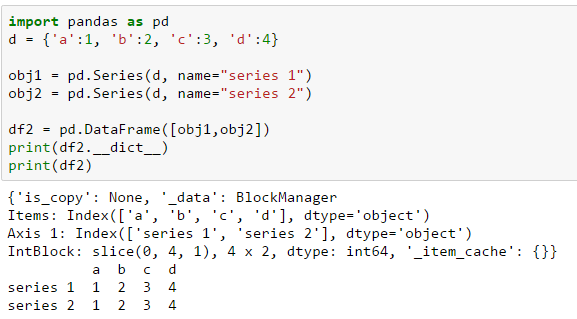 import pandas as pd
d = {'a':1, 'b':2, 'c':3, 'd':4}
obj1 = pd.Series(d, name="series 1")
obj2 = pd.Series(d, name="series 2")
df2 = pd.DataFrame([obj1,obj2])
print(df2.__dict__)
print(df2)
{'is_copy': None, '_data': BlockManager
Items: Index(['a', 'b', 'c', 'd'], dtype='object')
Axis 1: Index(['series 1', 'series 2'], dtype='object')
IntBlock: slice(0, 4, 1), 4 x 2, dtype: int64, '_item_cache': {}}
a b c d
series 1 1 2 3 4
series 2 1 2 3 4